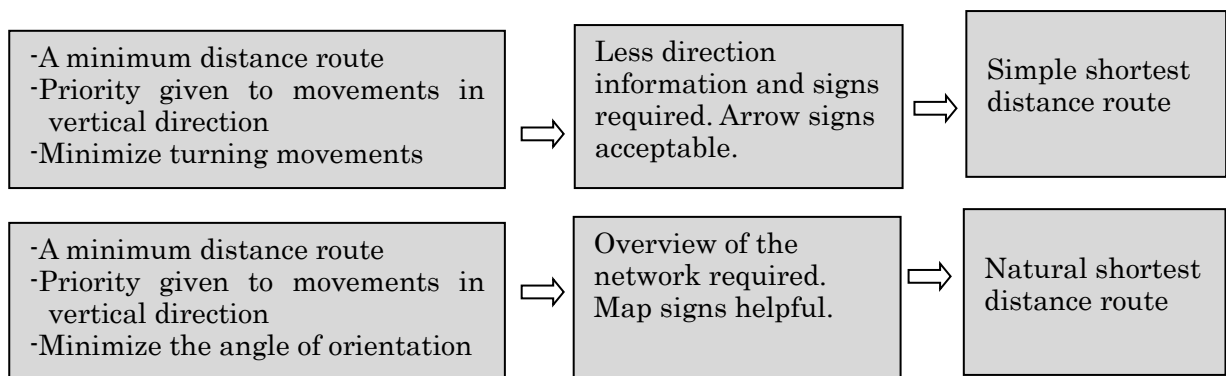 -A minimum distance route
-Priority given to movements in
vertical direction
-Minimize turning movements
Less direction
information and signs
required. Arrow signs
acceptable.
Simple shortest
distance route
-A minimum distance route
-Priority given to movements in
vertical direction
-Minimize the angle of orientation
Overview of the
network required.
Map signs helpful.
Natural shortest
distance route